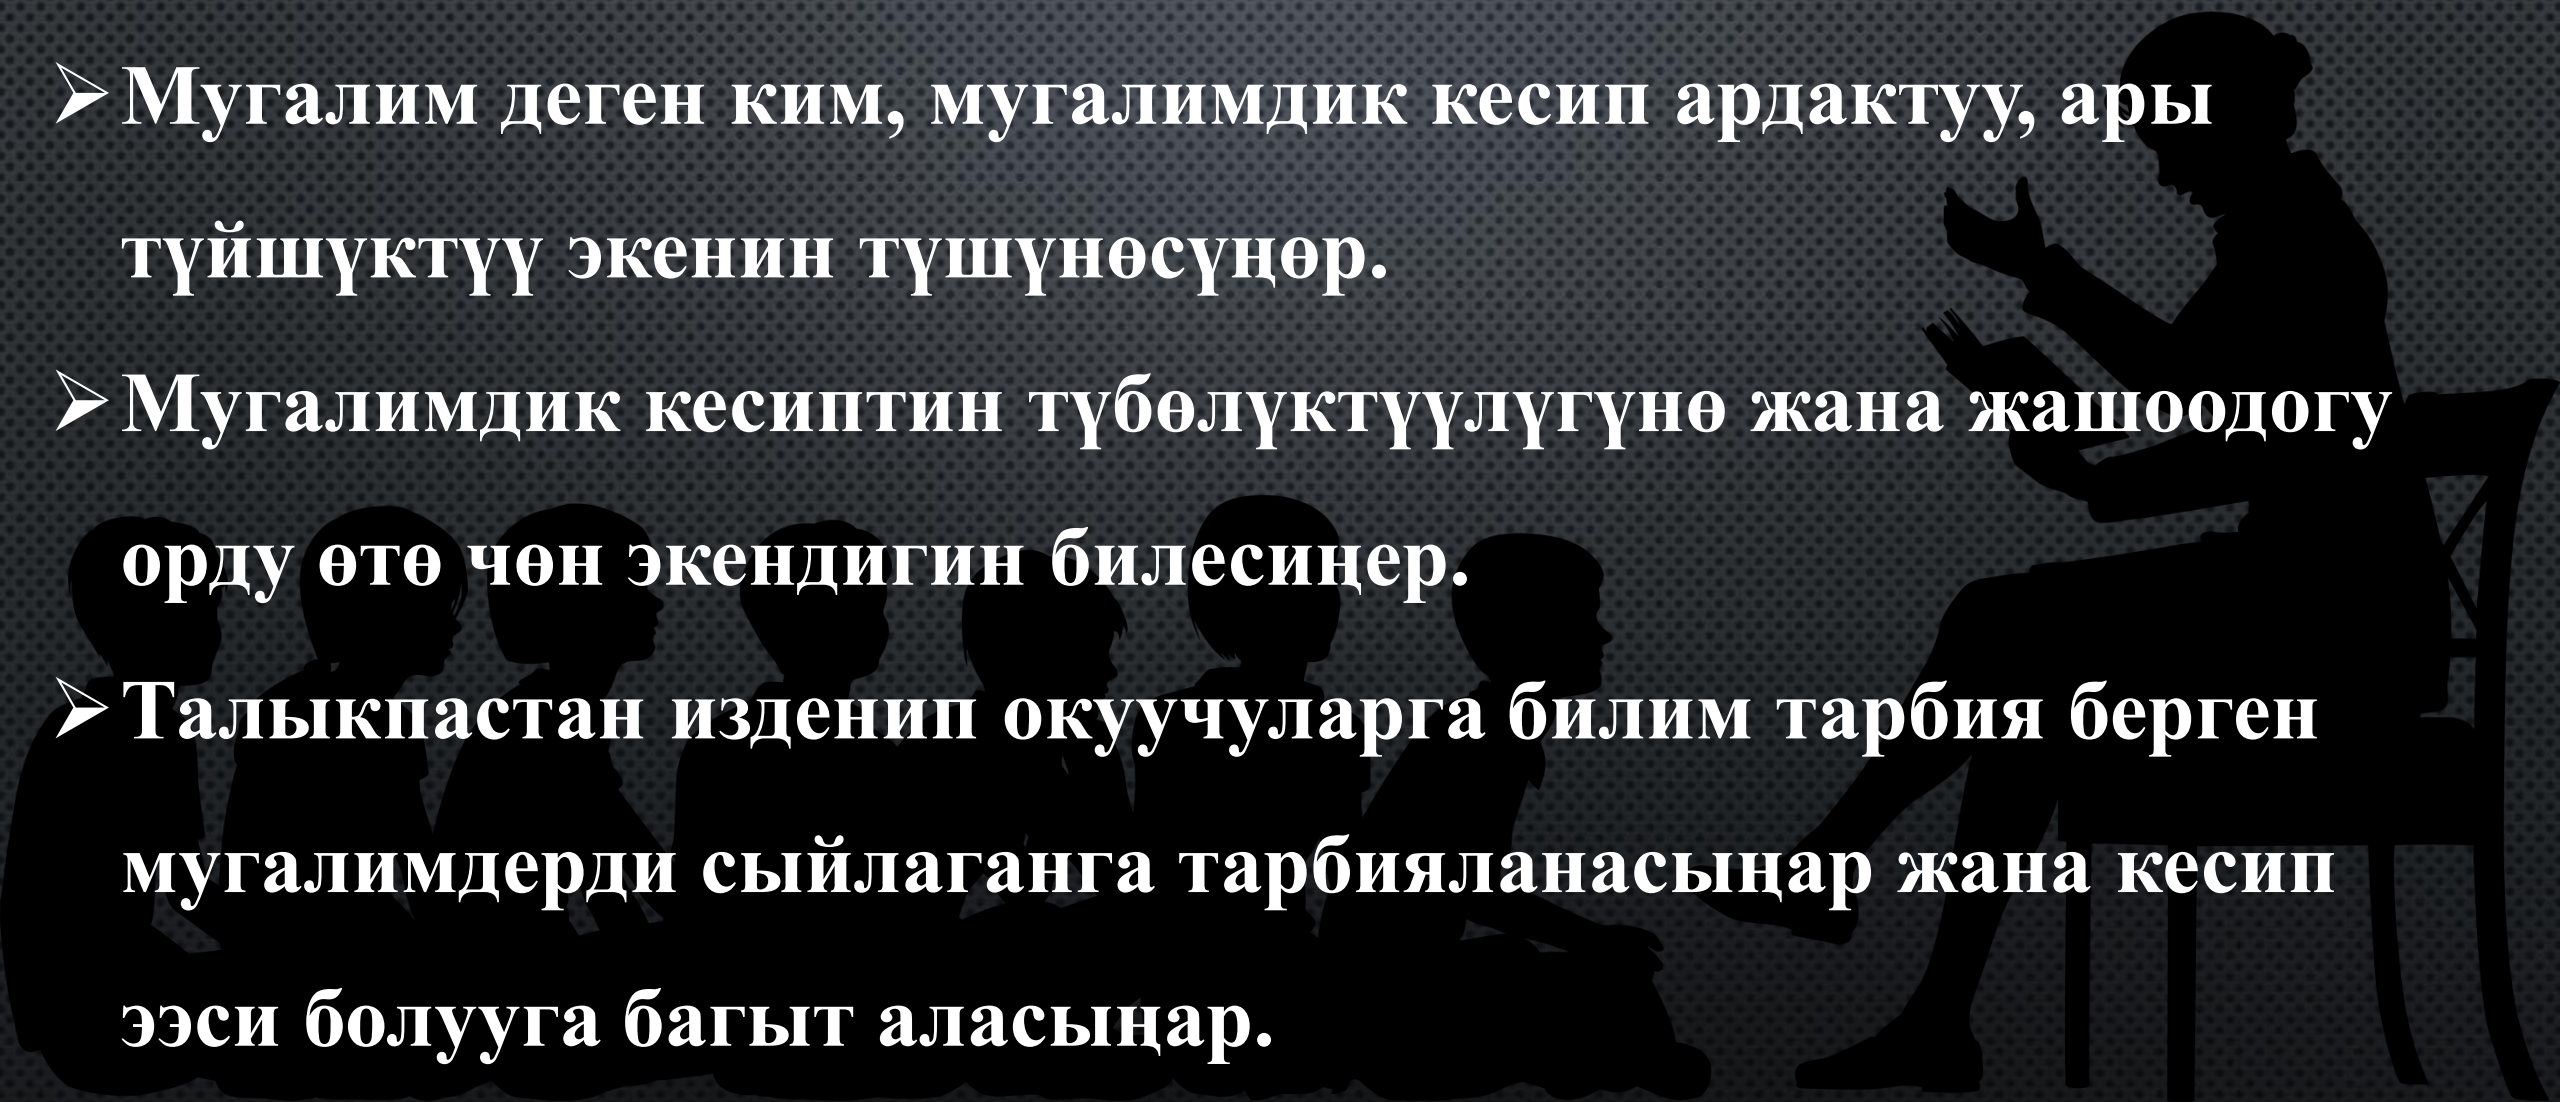 ➢Мугалим деген ким, мугалимдик кесип ардактуу, ары
түйшүктүү экенин түшүнөсүңөр.
➢Мугалимдик кесиптин түбөлүктүүлүгүнө жана жашоодогу
орду өтө чөн экендигин билесиңер.
➢Талыкпастан изденип окуучуларга билим тарбия берген
мугалимдерди сыйлаганга тарбияланасыңар жана кесип
ээси болууга багыт аласыңар.